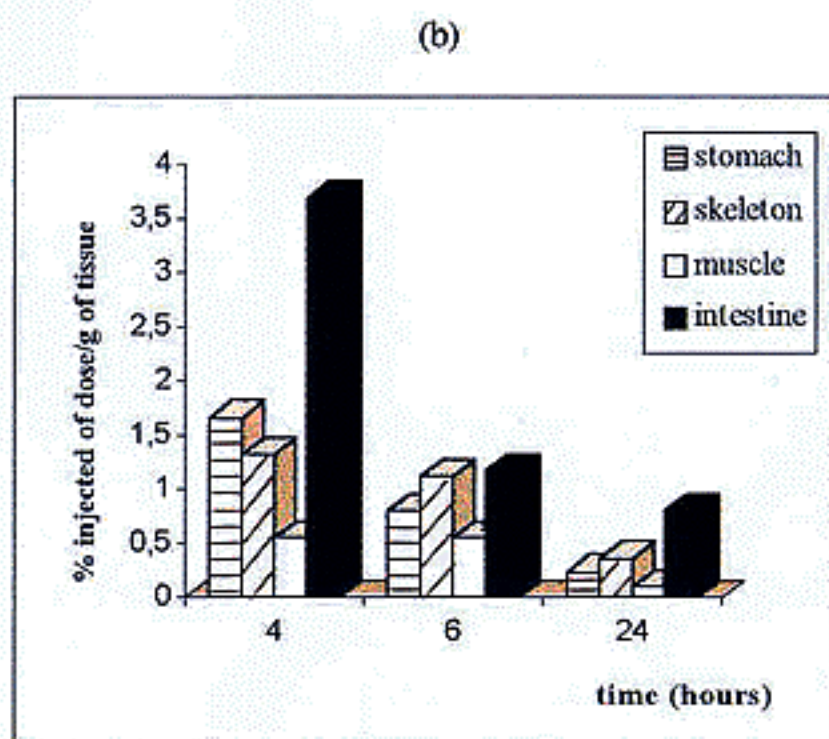 (b)
stomach
skeleton
muscle
intestine
% injected of dose/g of tissue
4
3,5
3
2,5
2
1,5
1
0,5
0
4 6 24
time (hours)